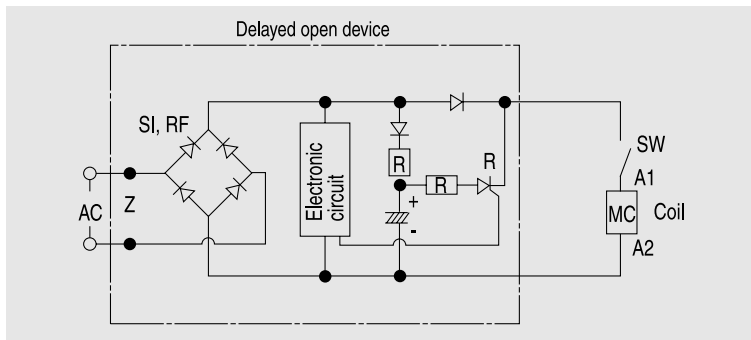 Delayed open device
SI, RF
AC
Z
Electronic
circuit
R
R
R
+
-
SW
A1
MC
Coil
A2